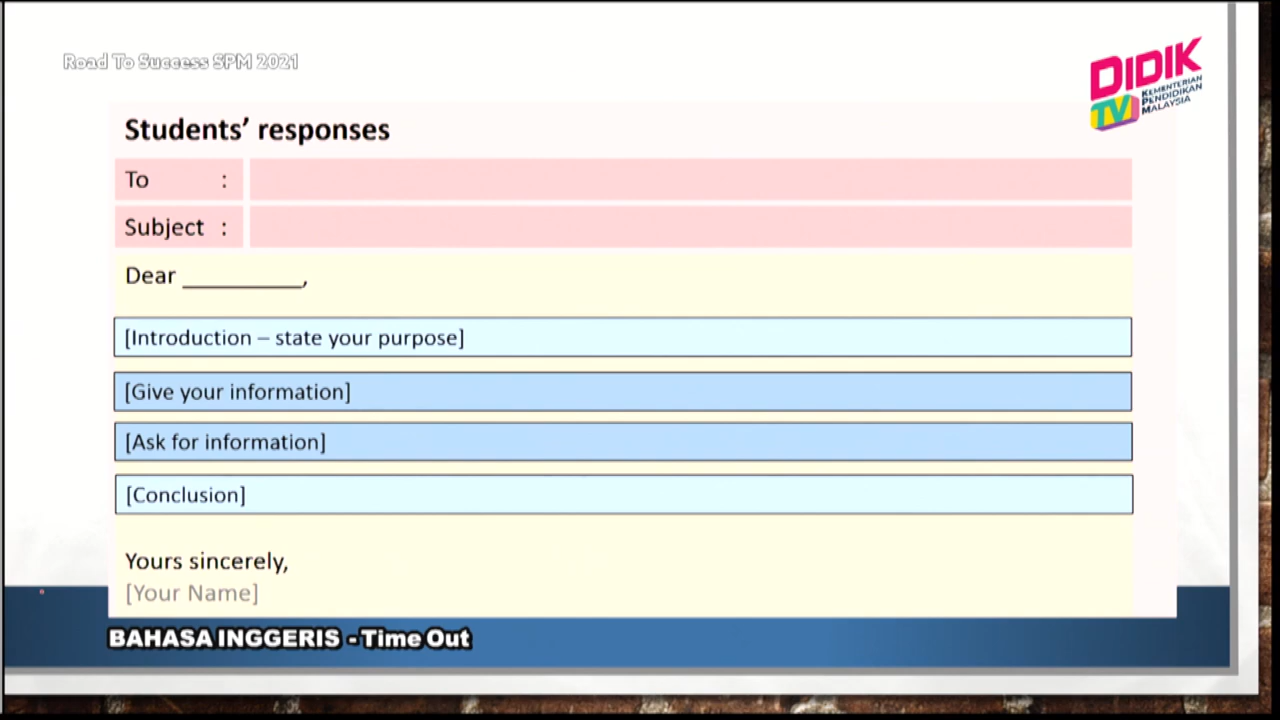 Road To Success SPM 2021
DIDIK
TV
KEMENTERIAN
PENDIDIKAN
MALAYSIA
Students’ responses
To :
Subject :
Dear __________,
[Introduction – state your purpose]
[Give your information]
[Ask for information]
[Conclusion]
Yours sincerely,
[Your Name]
BAHASA INGGERIS - Time Out